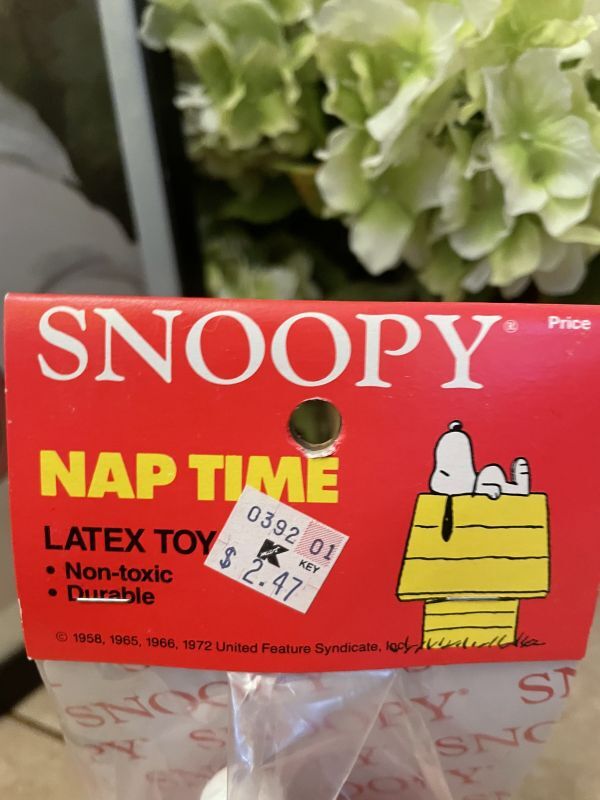 SNOOPY®
Price
NAP TIME
LATEX TOY
• Non-toxic
• Durable
0392 01
K
KEY
$2.47
© 1958, 1965, 1966, 1972 United Feature Syndicate, Inc.
SNOOPY